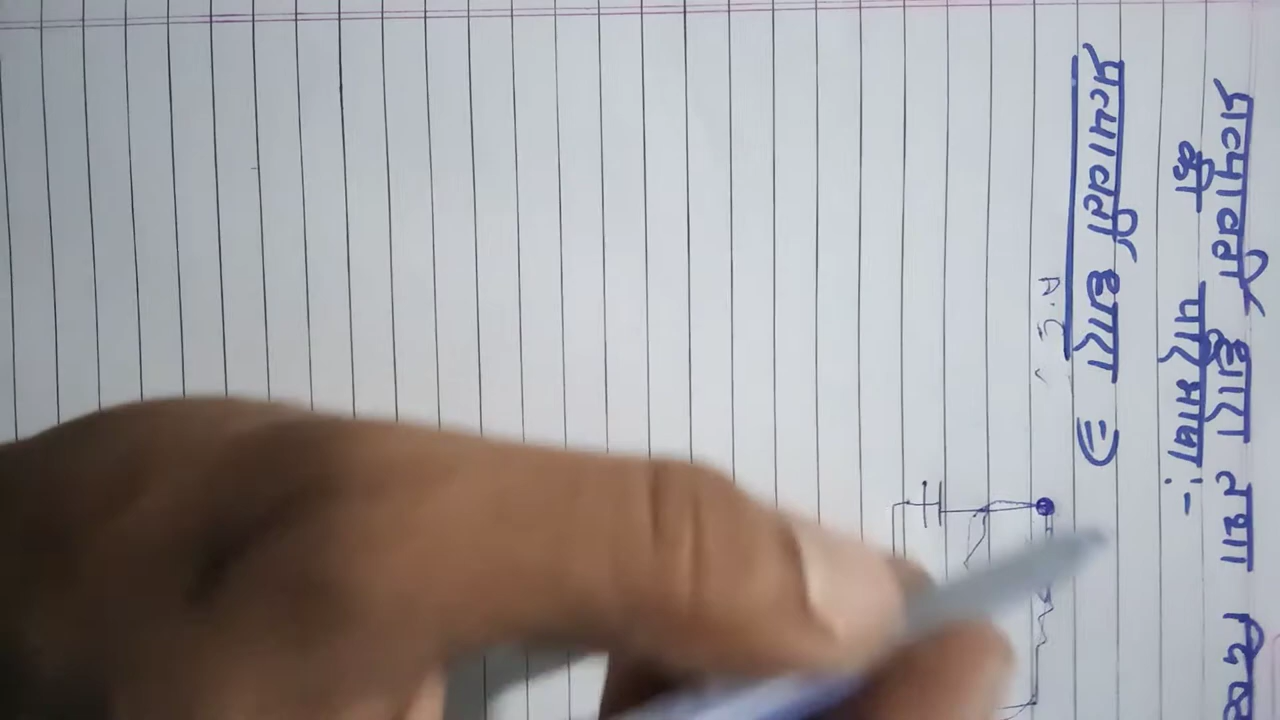 प्रत्यावर्ती धारा तथा दिष्ट
की परिभाषा :-
प्रत्यावर्ती धारा ⇒
A.C